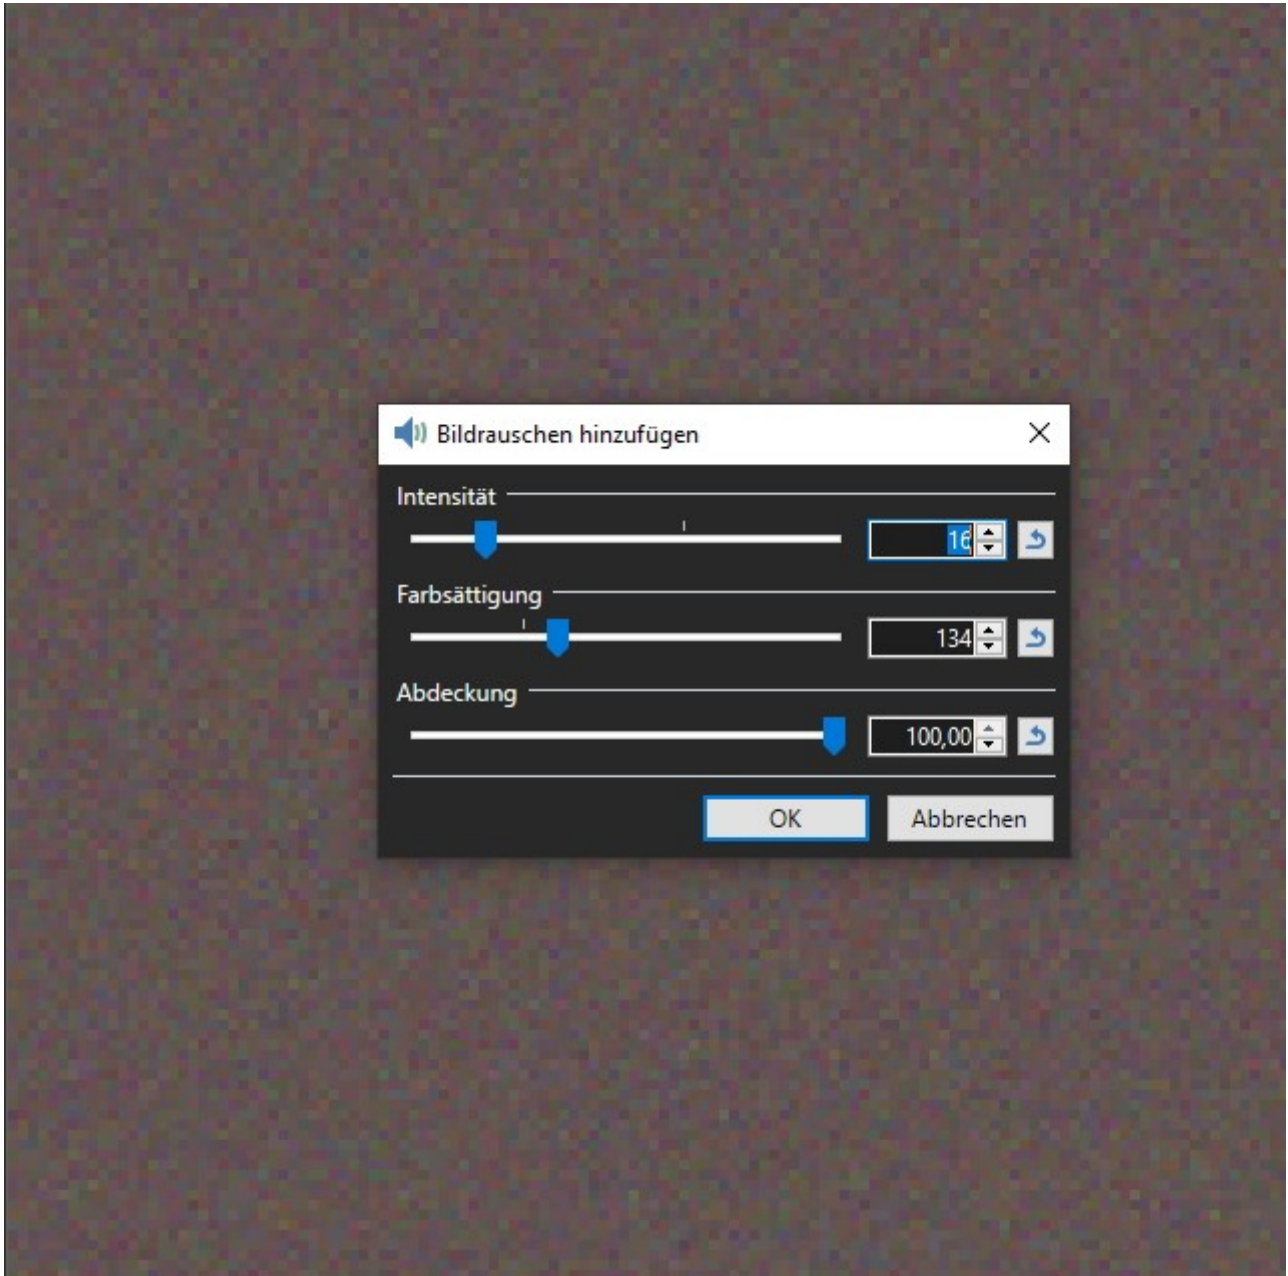 Bildrauschen hinzufügen
Intensität
16
Farbsättigung
134
Abdeckung
100,00
OK Abbrechen